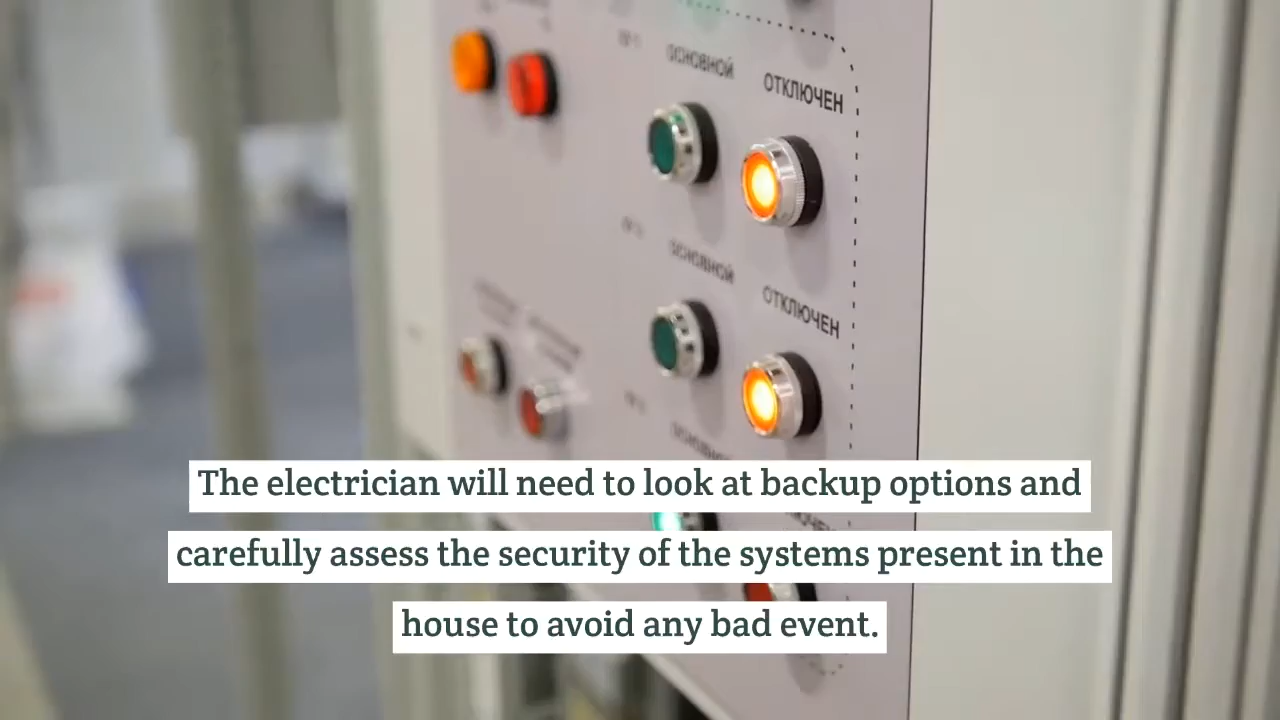 ОСНОВНОЙ
ОТКЛЮЧЕН
ОСНОВНОЙ
ОТКЛЮЧЕН
The electrician will need to look at backup options and
carefully assess the security of the systems present in the
house to avoid any bad event.